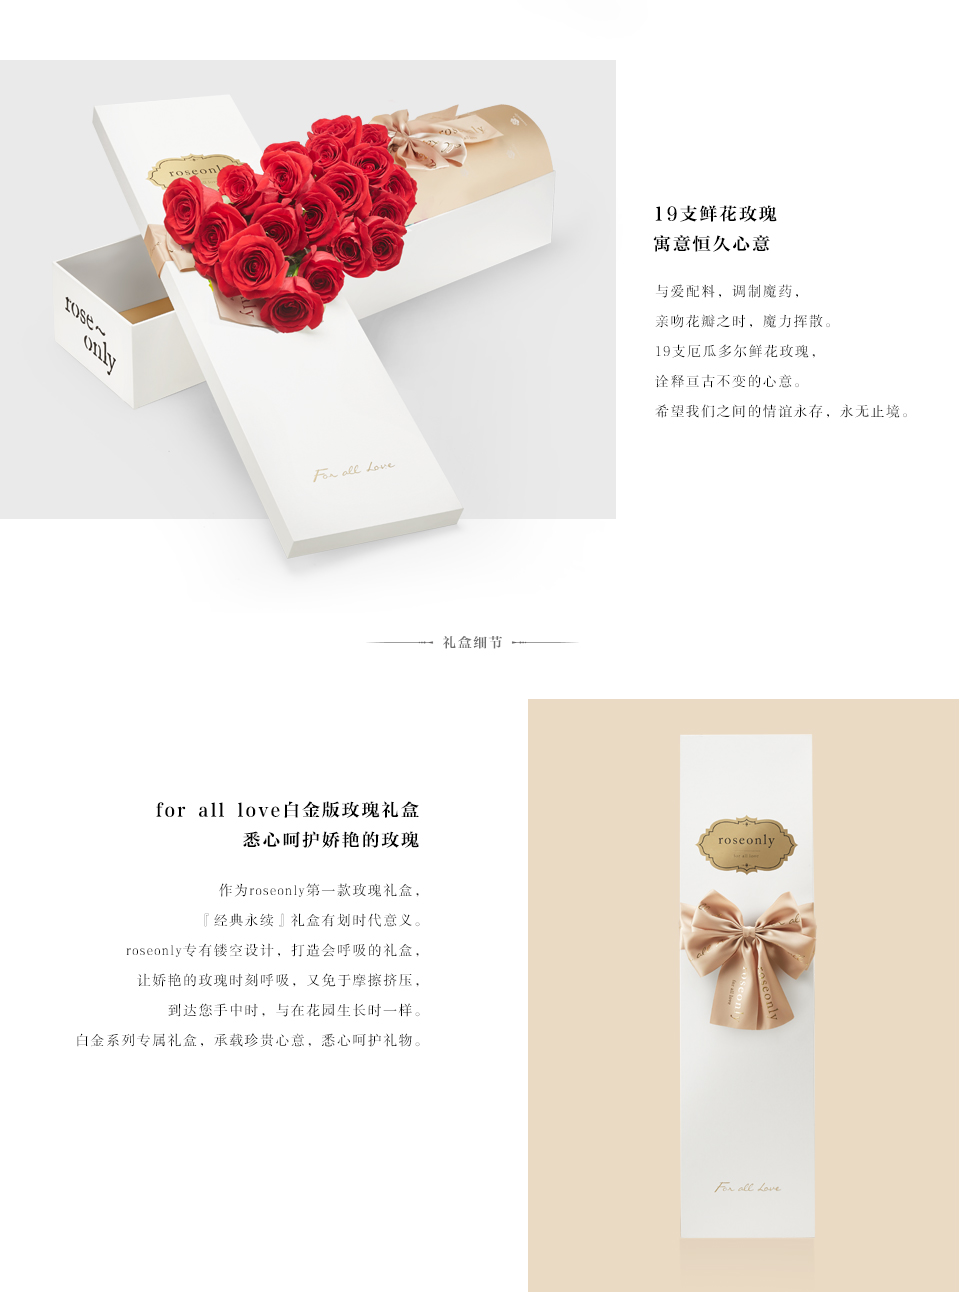 roseonly
rose~
only
For all Love
19支鲜花玫瑰
寓意恒久心意
与爱配料，调制魔药，
亲吻花瓣之时，魔力挥散。
19支厄瓜多尔鲜花玫瑰，
诠释亘古不变的心意。
希望我们之间的情谊永存，永无止境。
礼盒细节
for all love白金版玫瑰礼盒
悉心呵护娇艳的玫瑰
作为roseonly第一款玫瑰礼盒，
『经典永续』礼盒有划时代意义。
roseonly专有镂空设计，打造会呼吸的礼盒，
让娇艳的玫瑰时刻呼吸，又免于摩擦挤压，
到达您手中时，与在花园生长时一样。
白金系列专属礼盒，承载珍贵心意，悉心呵护礼物。
roseonly
for all love
roseonly
roseonly
For all Love